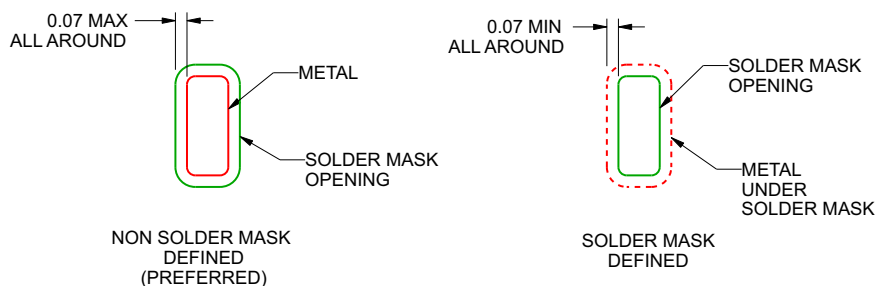 0.07 MAX
ALL AROUND
METAL
SOLDER MASK
OPENING
NON SOLDER MASK
DEFINED
(PREFERRED)
0.07 MIN
ALL AROUND
SOLDER MASK
OPENING
METAL
UNDER
SOLDER MASK
SOLDER MASK
DEFINED